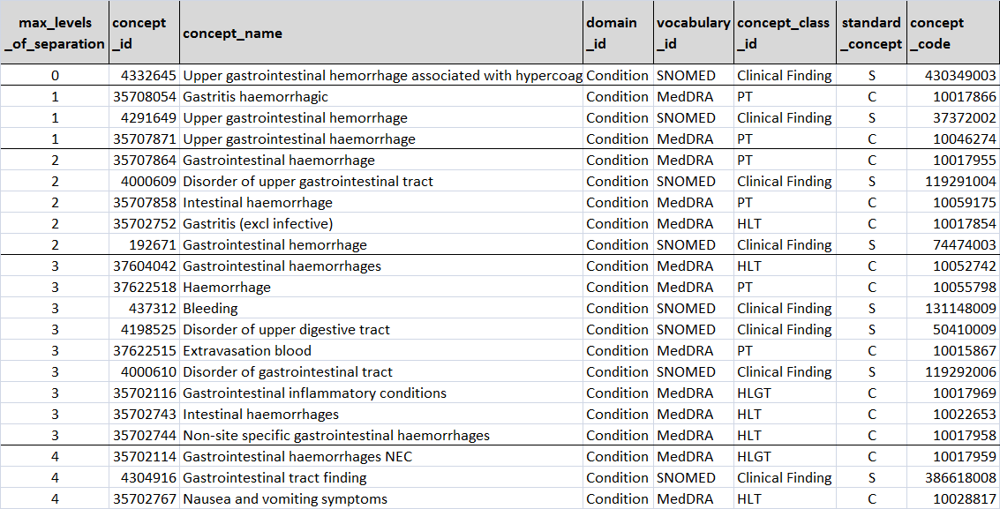 max_levels _of_separation concept _id concept_name domain _id vocabulary _id concept_class _id standard _concept concept _code
0 4332645 Upper gastrointestinal hemorrhage associated with hypercoag Condition SNOMED Clinical Finding S 430349003
1 35708054 Gastritis haemorrhagic Condition MedDRA PT C 10017866
1 4291649 Upper gastrointestinal hemorrhage Condition SNOMED Clinical Finding S 37372002
1 35707871 Upper gastrointestinal haemorrhage Condition MedDRA PT C 10046274
2 35707864 Gastrointestinal haemorrhage Condition MedDRA PT C 10017955
2 4000609 Disorder of upper gastrointestinal tract Condition SNOMED Clinical Finding S 119291004
2 35707858 Intestinal haemorrhage Condition MedDRA PT C 10059175
2 35702752 Gastritis (excl infective) Condition MedDRA HLT C 10017854
2 192671 Gastrointestinal hemorrhage Condition SNOMED Clinical Finding S 74474003
3 37604042 Gastrointestinal haemorrhages Condition MedDRA HLT C 10052742
3 37622518 Haemorrhage Condition MedDRA PT C 10055798
3 437312 Bleeding Condition SNOMED Clinical Finding S 131148009
3 4198525 Disorder of upper digestive tract Condition SNOMED Clinical Finding S 50410009
3 37622515 Extravasation blood Condition MedDRA PT C 10015867
3 4000610 Disorder of gastrointestinal tract Condition SNOMED Clinical Finding S 119292006
3 35702116 Gastrointestinal inflammatory conditions Condition MedDRA HLGT C 10017969
3 35702743 Intestinal haemorrhages Condition MedDRA HLT C 10022653
3 35702744 Non-site specific gastrointestinal haemorrhages Condition MedDRA HLT C 10017958
4 35702114 Gastrointestinal haemorrhages NEC Condition MedDRA HLGT C 10017959
4 4304916 Gastrointestinal tract finding Condition SNOMED Clinical Finding S 386618008
4 35702767 Nausea and vomiting symptoms Condition MedDRA HLT C 10028817